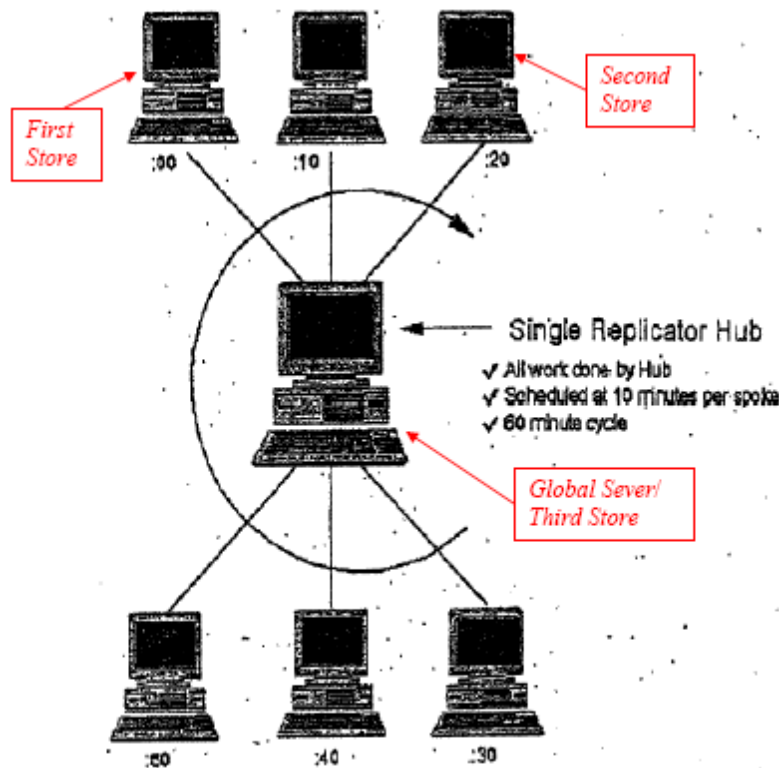 First
Store
Second
Store
:00
:10
:20
Single Replicator Hub
✓ All work done by Hub
✓ Scheduled at 10 minutes per spoke
✓ 60 minute cycle
Global Sever/
Third Store
:50
:40
:30